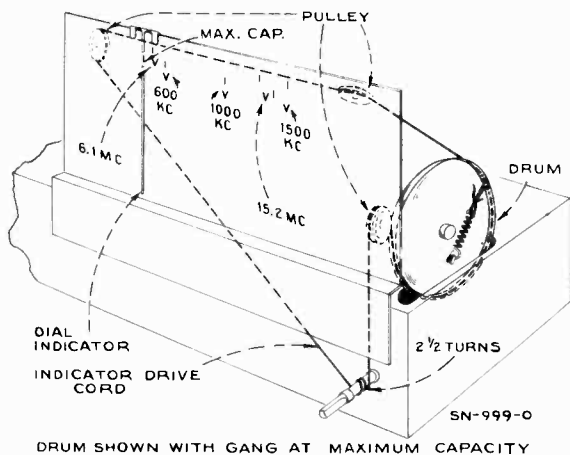 PULLEY
MAX. CAP.
600
KC
1000
KC
1500
KC
6.1 MC
15.2 MC
DRUM
DIAL
INDICATOR
INDICATOR DRIVE
CORD
2 ½ TURNS
SN-999-0
DRUM SHOWN WITH GANG AT MAXIMUM CAPACITY